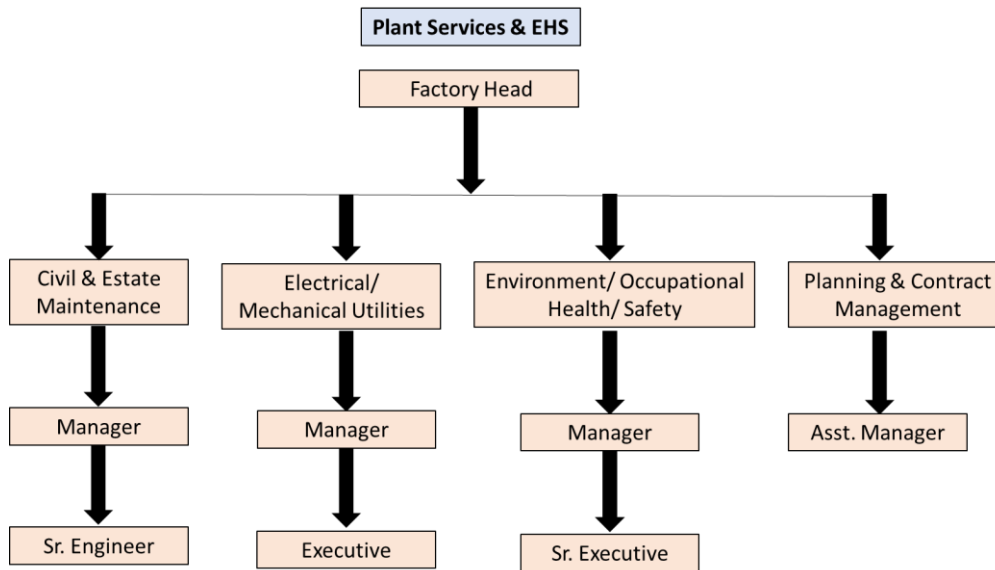 Plant Services & EHS
Factory Head
Civil & Estate
Maintenance
Electrical/
Mechanical Utilities
Environment/ Occupational
Health/ Safety
Planning & Contract
Management
Manager
Manager
Manager
Asst. Manager
Sr. Engineer
Executive
Sr. Executive